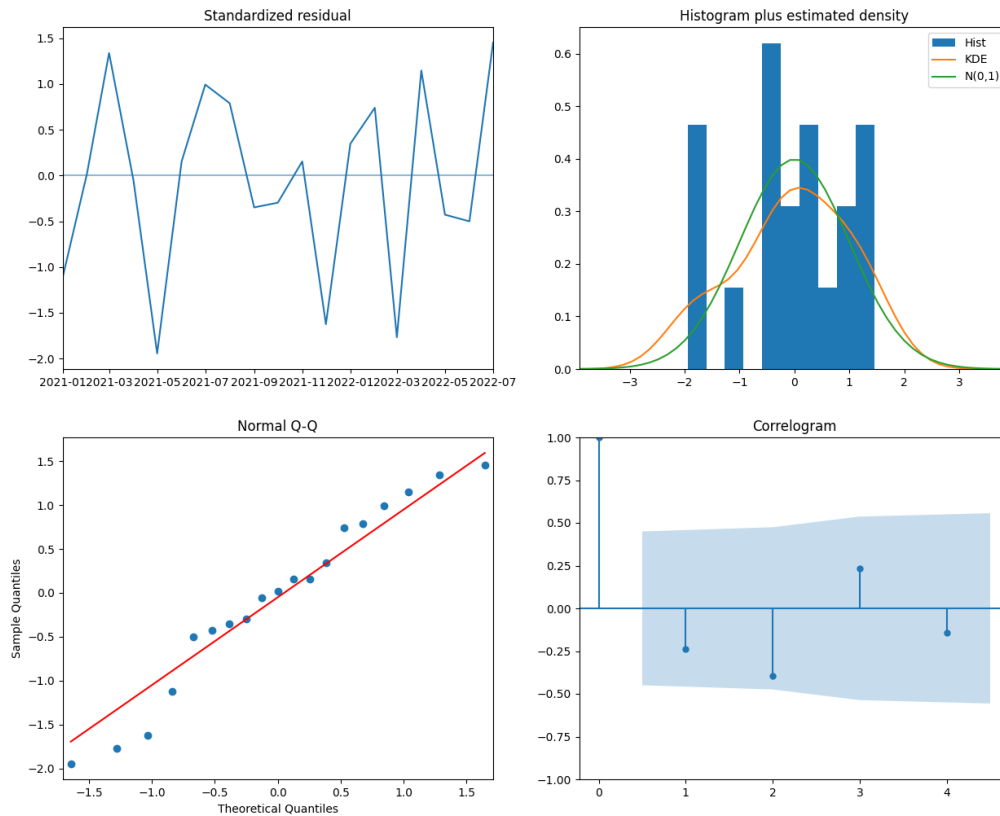 Standardized residual
1.5
1.0
0.5
0.0
−0.5
−1.0
−1.5
−2.0
2021-01 2021-03 2021-05 2021-07 2021-09 2021-11 2022-01 2022-03 2022-05 2022-07
Histogram plus estimated density
Hist
KDE
N(0,1)
0.6
0.5
0.4
0.3
0.2
0.1
0.0
−3 −2 −1 0 1 2 3
Normal Q-Q
Sample Quantiles
1.5
1.0
0.5
0.0
−0.5
−1.0
−1.5
−2.0
−1.5 −1.0 −0.5 0.0 0.5 1.0 1.5
Theoretical Quantiles
Correlogram
1.00
0.75
0.50
0.25
0.00
−0.25
−0.50
−0.75
−1.00
0 1 2 3 4